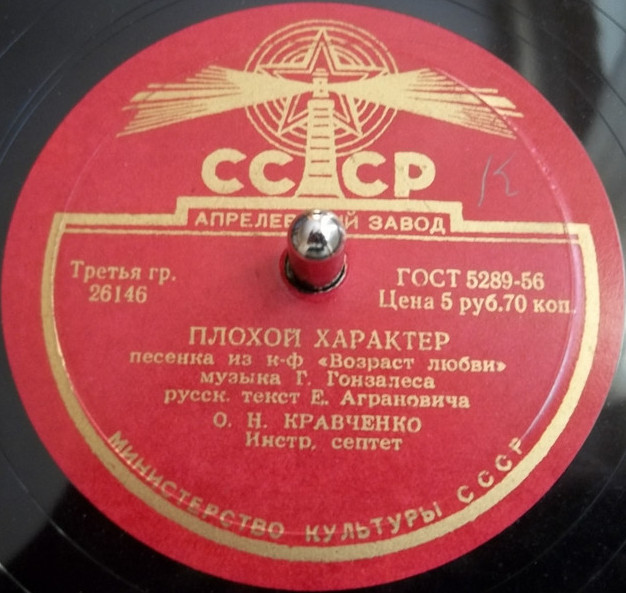 СССР
АПРЕЛЕВСКИЙ ЗАВОД
Третья гр.
26146
ГОСТ 5289-56
Цена 5 руб.70 коп.
ПЛОХОЙ ХАРАКТЕР
песенка из к-ф «Возраст любви»
музыка Г. Гонзалеса
русск. текст Е. Аграновича
О. Н. КРАВЧЕНКО
Инстр. септет
МИНИСТЕРСТВО КУЛЬТУРЫ СССР
К